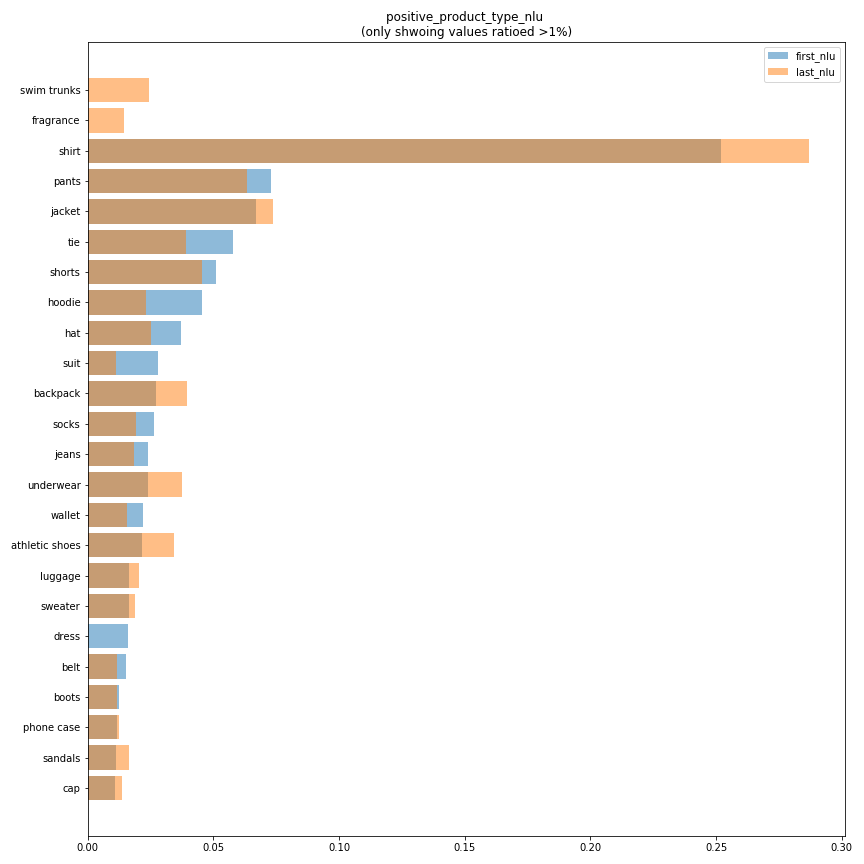 positive_product_type_nlu
(only shwoing values ratioed >1%)
first_nlu
last_nlu
swim trunks
fragrance
shirt
pants
jacket
tie
shorts
hoodie
hat
suit
backpack
socks
jeans
underwear
wallet
athletic shoes
luggage
sweater
dress
belt
boots
phone case
sandals
cap
0.00 0.05 0.10 0.15 0.20 0.25 0.30